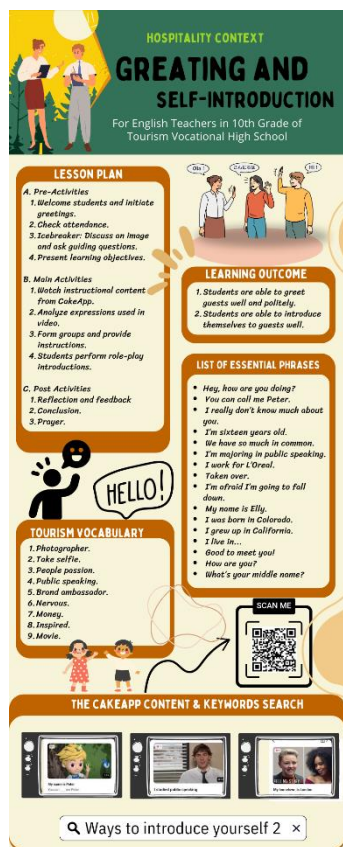 HOSPITALITY CONTEXT
GREATING AND
SELF-INTRODUCTION
For English Teachers in 10th Grade of
Tourism Vocational High School
LESSON PLAN
A. Pre-Activities
1. Welcome students and initiate
greetings.
2. Check attendance.
3. Icebreaker: Discuss an image
and ask guiding questions.
4. Present learning objectives.
B. Main Activities
1. Watch instructional content
from CakeApp.
2. Analyze expressions used in
video.
3. Form groups and provide
instructions.
4. Students perform role-play
introductions.
C. Post Activities
1. Reflection and feedback
2. Conclusion.
3. Prayer.
HELLO!
TOURISM VOCABULARY
1. Photographer.
2. Take selfie.
3. People passion.
4. Public speaking.
5. Brand ambassador.
6. Nervous.
7. Money.
8. Inspired.
9. Movie.
LEARNING OUTCOME
1. Students are able to greet
guests well and politely.
2. Students are able to introduce
themselves to guests well.
LIST OF ESSENTIAL PHRASES
• Hey, how are you doing?
• You can call me Peter.
• I really don't know much about
you.
• I'm sixteen years old.
• We have so much in common.
• I'm majoring in public speaking.
• I work for L'Oreal.
• Taken over.
• I'm afraid I'm going to fall
down.
• My name is Elly.
• I was born in Colorado.
• I grew up in California.
• I live in...
• Good to meet you!
• How are you?
• What's your middle name?
SCAN ME
THE CAKEAPP CONTENT & KEYWORDS SEARCH
Ways to introduce yourself 2 ×